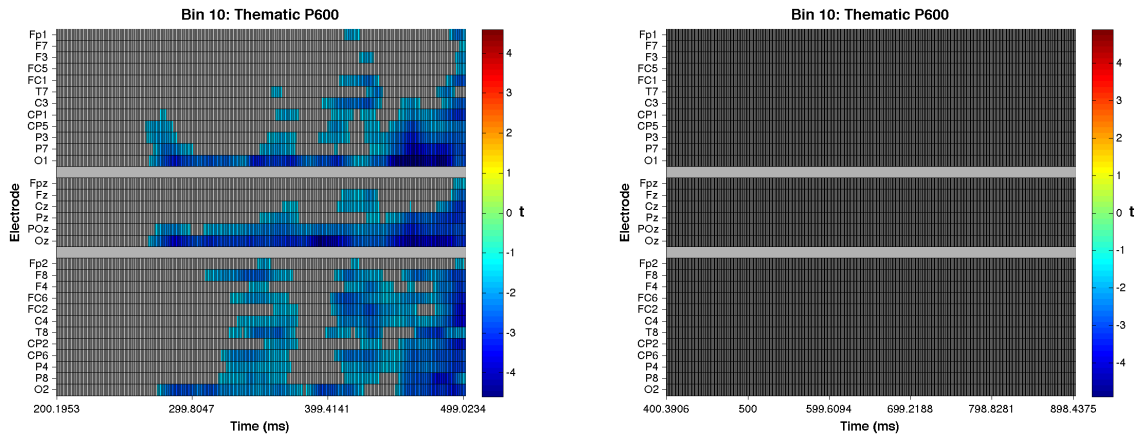 Bin 10: Thematic P600
Fp1
F7
F3
FC5
FC1
T7
C3
CP1
CP5
P3
P7
O1
Fpz
Fz
Cz
Pz
POz
Oz
Fp2
F8
F4
FC6
FC2
C4
T8
CP2
CP6
P4
P8
O2
Electrode
200.1953 299.8047 399.4141 499.0234
Time (ms)
4
3
2
1
0
-1
-2
-3
-4
t
Bin 10: Thematic P600
Fp1
F7
F3
FC5
FC1
T7
C3
CP1
CP5
P3
P7
O1
Fpz
Fz
Cz
Pz
POz
Oz
Fp2
F8
F4
FC6
FC2
C4
T8
CP2
CP6
P4
P8
O2
Electrode
400.3906 500 599.6094 699.2188 798.8281 898.4375
Time (ms)
4
3
2
1
0
-1
-2
-3
-4
t